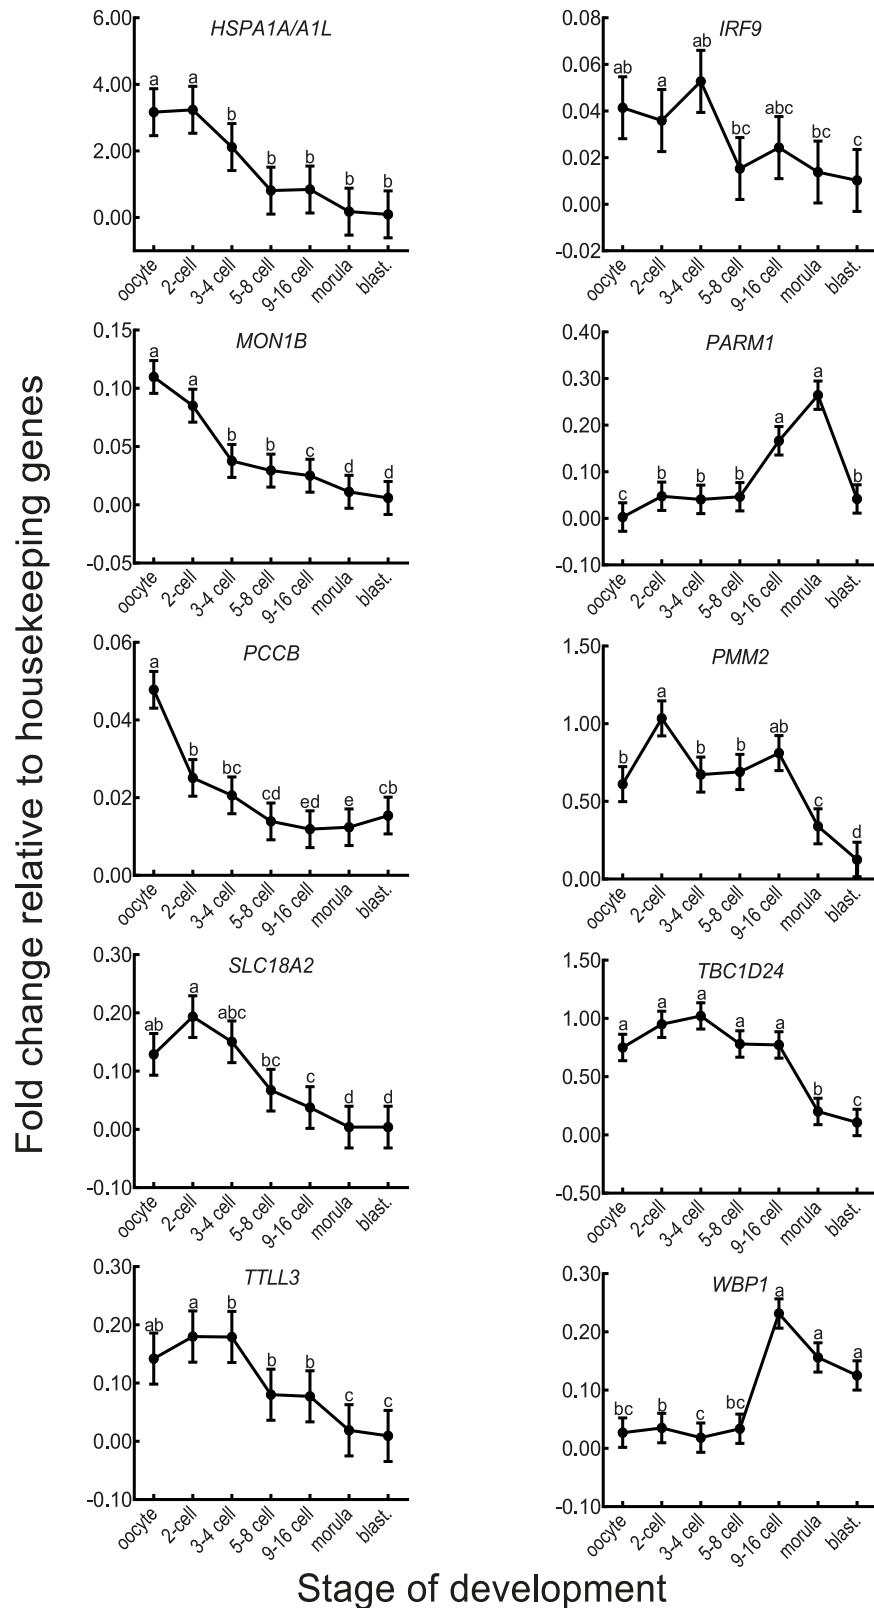 Fold change relative to housekeeping genes
HSPA1A/A1L
6.00
4.00
2.00
0.00
a a b b b b b
oocyte 2-cell 3-4 cell 5-8 cell 9-16 cell morula blast.
IRF9
0.08
0.06
0.04
0.02
0.00
-0.02
ab a ab bc abc bc c
oocyte 2-cell 3-4 cell 5-8 cell 9-16 cell morula blast.
MON1B
0.15
0.10
0.050
0.00
-0.05
a a b b c d d
oocyte 2-cell 3-4 cell 5-8 cell 9-16 cell morula blast.
PARM1
0.40
0.30
0.20
0.10
0.00
-0.10
c b b b a a b
oocyte 2-cell 3-4 cell 5-8 cell 9-16 cell morula blast.
PCCB
0.06
0.04
0.02
0.00
a b bc cd ed e cb
oocyte 2-cell 3-4 cell 5-8 cell 9-16 cell morula blast.
PMM2
1.50
1.00
0.50
0.00
b a b b ab c d
oocyte 2-cell 3-4 cell 5-8 cell 9-16 cell morula blast.
SLC18A2
0.30
0.20
0.10
0.00
-0.10
ab a abc bc c d d
oocyte 2-cell 3-4 cell 5-8 cell 9-16 cell morula blast.
TBC1D24
1.50
1.00
0.50
0.00
-0.50
a a a a a b c
oocyte 2-cell 3-4 cell 5-8 cell 9-16 cell morula blast.
TTLL3
0.30
0.20
0.10
0.00
-0.10
ab a b b b c c
oocyte 2-cell 3-4 cell 5-8 cell 9-16 cell morula blast.
WBP1
0.30
0.20
0.10
0.00
-0.10
bc b c bc a a a
oocyte 2-cell 3-4 cell 5-8 cell 9-16 cell morula blast.
Stage of development